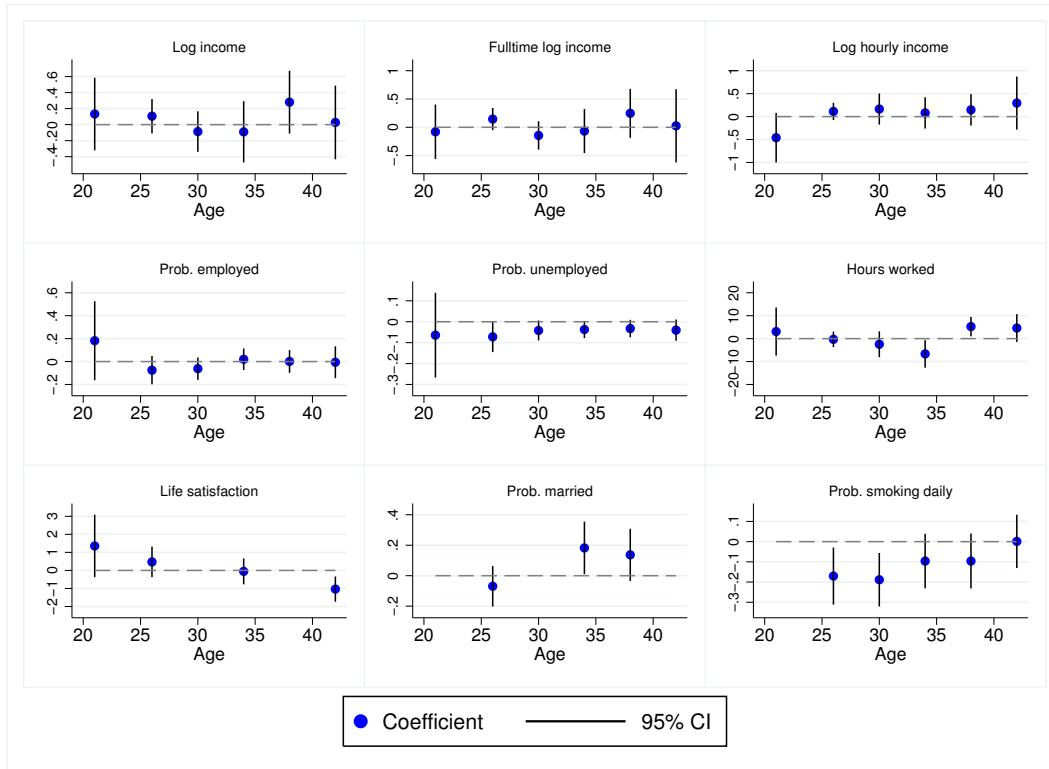 Log income
-.4-.20 .2.4.6
20 25 30 35 40
Age
Fulltime log income
-.5 0 .5 1
20 25 30 35 40
Age
Log hourly income
-1 -.5 0 .5 1
20 25 30 35 40
Age
Prob. employed
-.2 0 .2 .4 .6
20 25 30 35 40
Age
Prob. unemployed
-.3-.2-.1 0 .1
20 25 30 35 40
Age
Hours worked
-20-10 0 10 20
20 25 30 35 40
Age
Life satisfaction
-2-1 0 1 2 3
20 25 30 35 40
Age
Prob. married
-.2 0 .2 .4
20 25 30 35 40
Age
Prob. smoking daily
-.3-.2-.1 0 .1
20 25 30 35 40
Age
Coefficient 95% CI